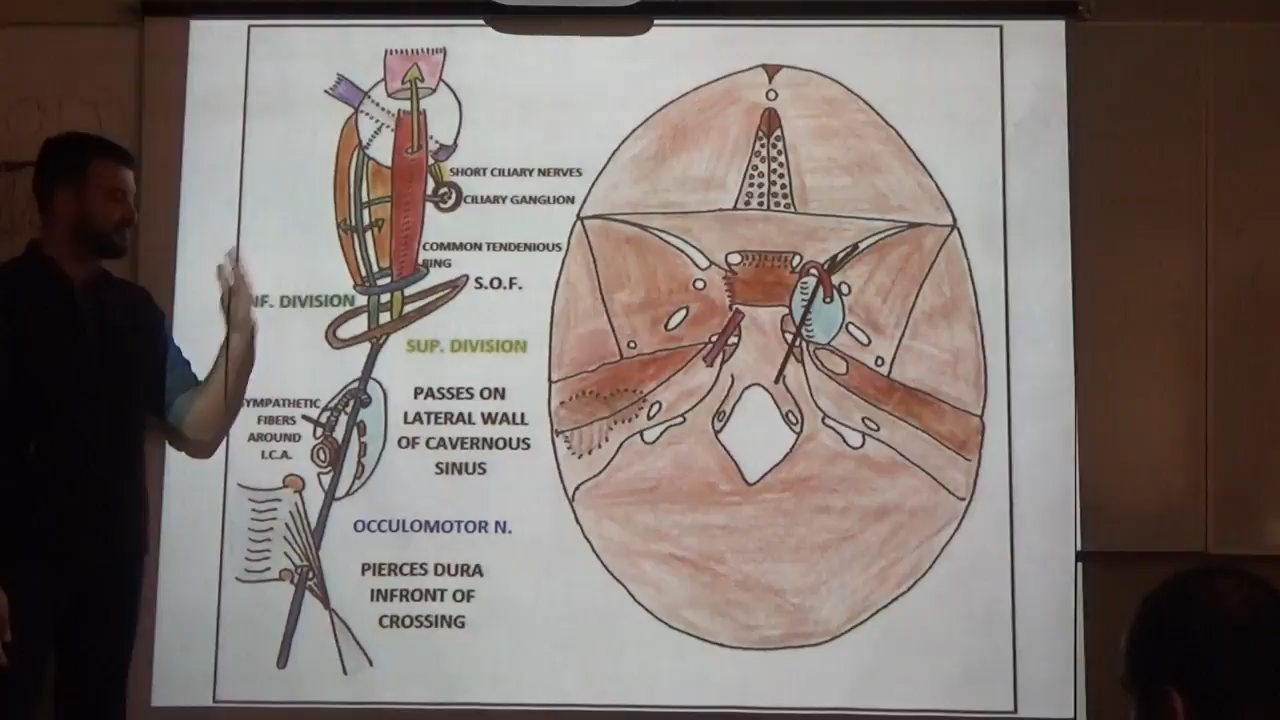 SHORT CILIARY NERVES
CILIARY GANGLION
COMMON TENDENIOUS
RING
S.O.F.
NF. DIVISION
SUP. DIVISION
PASSES ON
LATERAL WALL
OF CAVERNOUS
SINUS
SYMPATHETIC
FIBERS
AROUND
I.C.A.
OCCULOMOTOR N.
PIERCES DURA
INFRONT OF
CROSSING